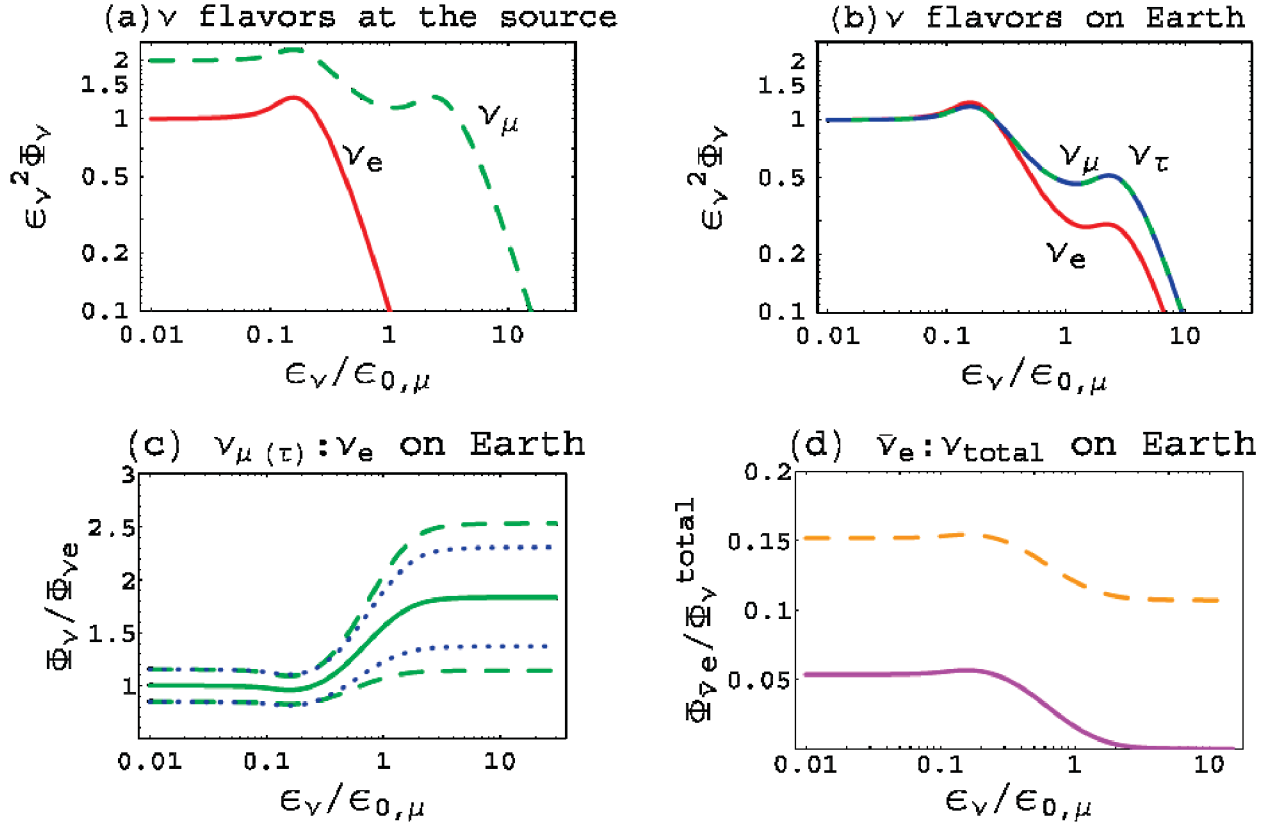 (a) ν flavors at the source
ϵν²Φν
2
1.5
1
0.5
0.2
0.1
νμ
νe
0.01 0.1 1 10
ϵν/ϵ0,μ
(b) ν flavors on Earth
ϵν²Φν
2
1.5
1
0.5
0.2
0.1
νμ ντ
νe
0.01 0.1 1 10
ϵν/ϵ0,μ
(c) νμ(τ):νe on Earth
Φν/Φνe
3
2.5
2
1.5
1
0.01 0.1 1 10
ϵν/ϵ0,μ
(d) ν̄e:νtotal on Earth
Φν̄e/Φνtotal
0.2
0.15
0.1
0.05
0.01 0.1 1 10
ϵν/ϵ0,μ